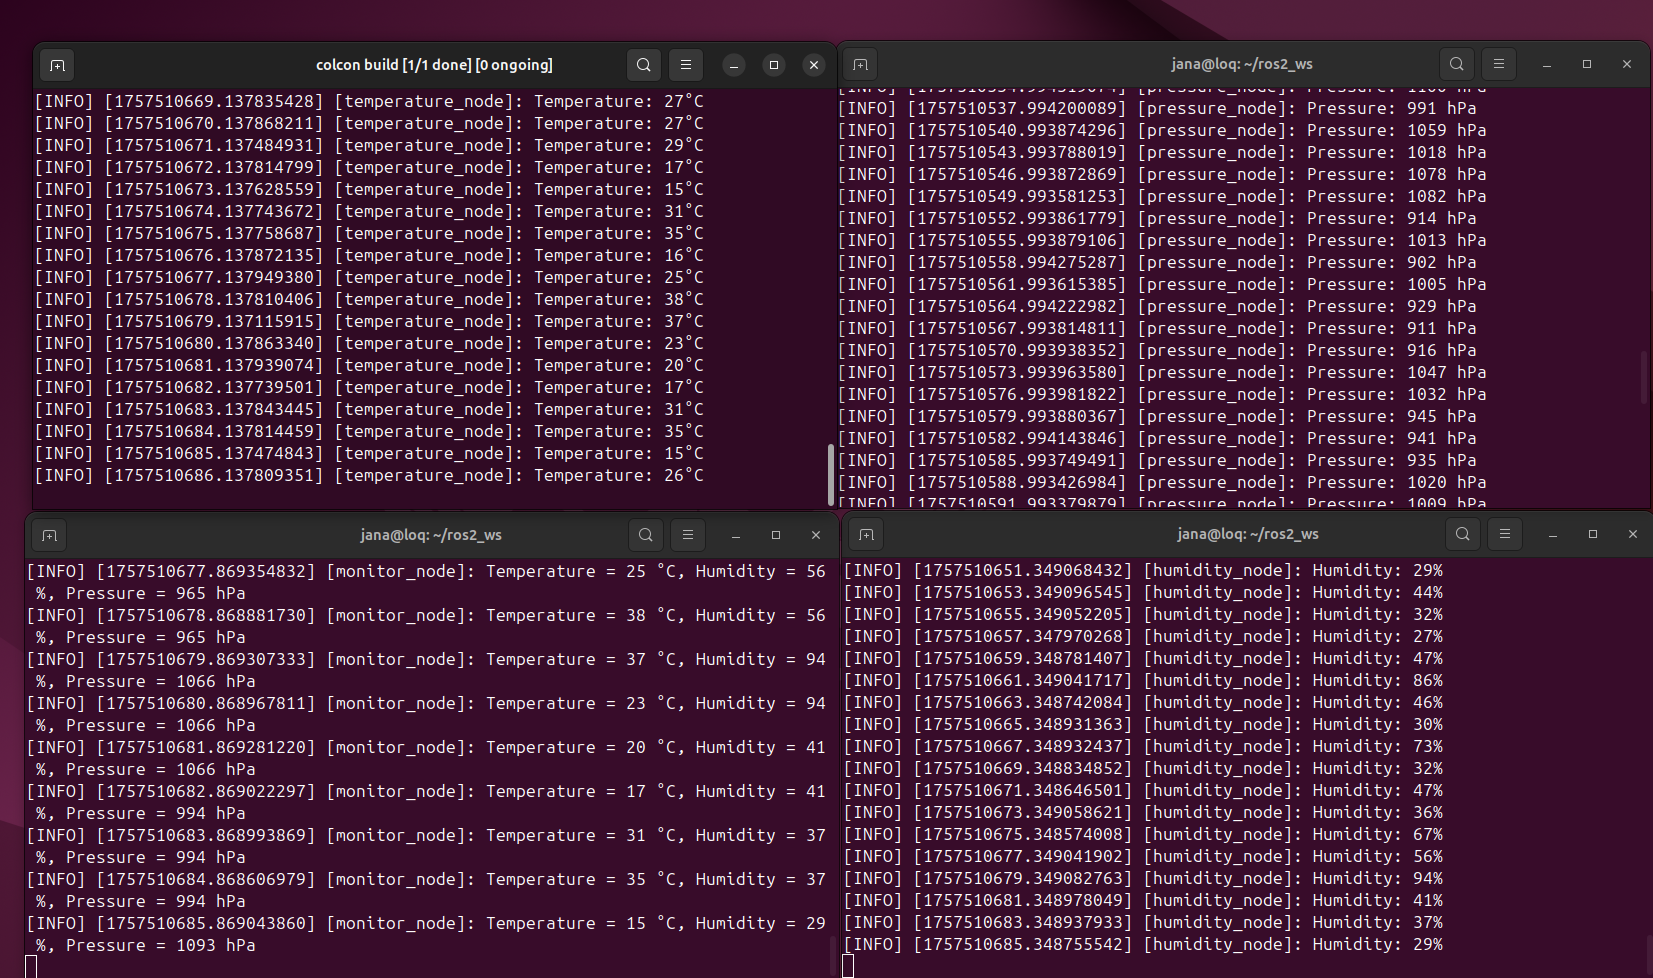 colcon build [1/1 done] [0 ongoing]
[INFO] [1757510669.137835428] [temperature_node]: Temperature: 27°C
[INFO] [1757510670.137868211] [temperature_node]: Temperature: 27°C
[INFO] [1757510671.137484931] [temperature_node]: Temperature: 29°C
[INFO] [1757510672.137814799] [temperature_node]: Temperature: 17°C
[INFO] [1757510673.137628559] [temperature_node]: Temperature: 15°C
[INFO] [1757510674.137743672] [temperature_node]: Temperature: 31°C
[INFO] [1757510675.137758687] [temperature_node]: Temperature: 35°C
[INFO] [1757510676.137872135] [temperature_node]: Temperature: 16°C
[INFO] [1757510677.137949380] [temperature_node]: Temperature: 25°C
[INFO] [1757510678.137810406] [temperature_node]: Temperature: 38°C
[INFO] [1757510679.137115915] [temperature_node]: Temperature: 37°C
[INFO] [1757510680.137863340] [temperature_node]: Temperature: 23°C
[INFO] [1757510681.137939074] [temperature_node]: Temperature: 20°C
[INFO] [1757510682.137739501] [temperature_node]: Temperature: 17°C
[INFO] [1757510683.137843445] [temperature_node]: Temperature: 31°C
[INFO] [1757510684.137814459] [temperature_node]: Temperature: 35°C
[INFO] [1757510685.137474843] [temperature_node]: Temperature: 15°C
[INFO] [1757510686.137809351] [temperature_node]: Temperature: 26°C
jana@loq: ~/ros2_ws
[INFO] [pressure_node]: Pressure: hPa
[INFO] [1757510537.994200089] [pressure_node]: Pressure: 991 hPa
[INFO] [1757510540.993874296] [pressure_node]: Pressure: 1059 hPa
[INFO] [1757510543.993788019] [pressure_node]: Pressure: 1018 hPa
[INFO] [1757510546.993872869] [pressure_node]: Pressure: 1078 hPa
[INFO] [1757510549.993581253] [pressure_node]: Pressure: 1082 hPa
[INFO] [1757510552.993861779] [pressure_node]: Pressure: 914 hPa
[INFO] [1757510555.993879106] [pressure_node]: Pressure: 1013 hPa
[INFO] [1757510558.994275287] [pressure_node]: Pressure: 902 hPa
[INFO] [1757510561.993615385] [pressure_node]: Pressure: 1005 hPa
[INFO] [1757510564.994222982] [pressure_node]: Pressure: 929 hPa
[INFO] [1757510567.993814811] [pressure_node]: Pressure: 911 hPa
[INFO] [1757510570.993938352] [pressure_node]: Pressure: 916 hPa
[INFO] [1757510573.993963580] [pressure_node]: Pressure: 1047 hPa
[INFO] [1757510576.993981822] [pressure_node]: Pressure: 1032 hPa
[INFO] [1757510579.993880367] [pressure_node]: Pressure: 945 hPa
[INFO] [1757510582.994143846] [pressure_node]: Pressure: 941 hPa
[INFO] [1757510585.993749491] [pressure_node]: Pressure: 935 hPa
[INFO] [1757510588.993426984] [pressure_node]: Pressure: 1020 hPa
[INFO] [1757510591.993379879] [pressure_node]: Pressure: 1009 hPa
jana@loq: ~/ros2_ws
[INFO] [1757510677.869354832] [monitor_node]: Temperature = 25 °C, Humidity = 56
%, Pressure = 965 hPa
[INFO] [1757510678.868881730] [monitor_node]: Temperature = 38 °C, Humidity = 56
%, Pressure = 965 hPa
[INFO] [1757510679.869307333] [monitor_node]: Temperature = 37 °C, Humidity = 94
%, Pressure = 1066 hPa
[INFO] [1757510680.868967811] [monitor_node]: Temperature = 23 °C, Humidity = 94
%, Pressure = 1066 hPa
[INFO] [1757510681.869281220] [monitor_node]: Temperature = 20 °C, Humidity = 41
%, Pressure = 1066 hPa
[INFO] [1757510682.869022297] [monitor_node]: Temperature = 17 °C, Humidity = 41
%, Pressure = 994 hPa
[INFO] [1757510683.868993869] [monitor_node]: Temperature = 31 °C, Humidity = 37
%, Pressure = 994 hPa
[INFO] [1757510684.868606979] [monitor_node]: Temperature = 35 °C, Humidity = 37
%, Pressure = 994 hPa
[INFO] [1757510685.869043860] [monitor_node]: Temperature = 15 °C, Humidity = 29
%, Pressure = 1093 hPa
jana@loq: ~/ros2_ws
[INFO] [1757510651.349068432] [humidity_node]: Humidity: 29%
[INFO] [1757510653.349096545] [humidity_node]: Humidity: 44%
[INFO] [1757510655.349052205] [humidity_node]: Humidity: 32%
[INFO] [1757510657.347970268] [humidity_node]: Humidity: 27%
[INFO] [1757510659.348781407] [humidity_node]: Humidity: 47%
[INFO] [1757510661.349041717] [humidity_node]: Humidity: 86%
[INFO] [1757510663.348742084] [humidity_node]: Humidity: 46%
[INFO] [1757510665.348931363] [humidity_node]: Humidity: 30%
[INFO] [1757510667.348932437] [humidity_node]: Humidity: 73%
[INFO] [1757510669.348834852] [humidity_node]: Humidity: 32%
[INFO] [1757510671.348646501] [humidity_node]: Humidity: 47%
[INFO] [1757510673.349058621] [humidity_node]: Humidity: 36%
[INFO] [1757510675.348574008] [humidity_node]: Humidity: 67%
[INFO] [1757510677.349041902] [humidity_node]: Humidity: 56%
[INFO] [1757510679.349082763] [humidity_node]: Humidity: 94%
[INFO] [1757510681.348978049] [humidity_node]: Humidity: 41%
[INFO] [1757510683.348937933] [humidity_node]: Humidity: 37%
[INFO] [1757510685.348755542] [humidity_node]: Humidity: 29%